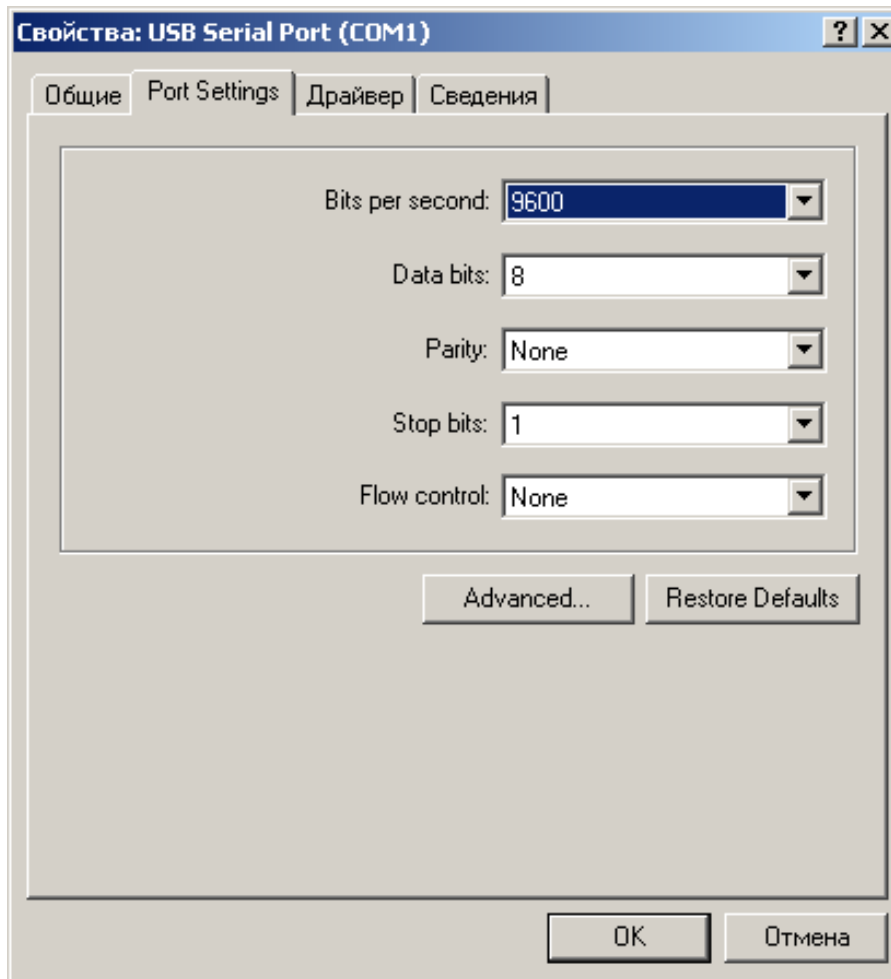 Свойства: USB Serial Port (COM1)
Общие Port Settings Драйвер Сведения
Bits per second: 9600
Data bits: 8
Parity: None
Stop bits: 1
Flow control: None
Advanced... Restore Defaults
OK Отмена